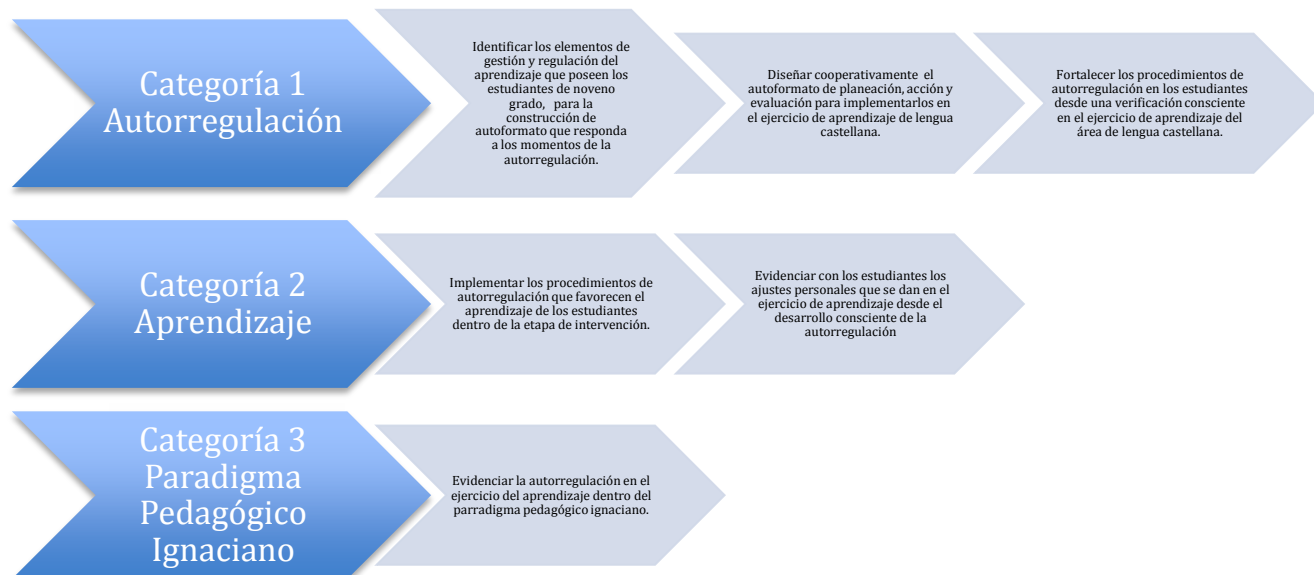 Categoría 1
Autorregulación
Identificar los elementos de
gestión y regulación del
aprendizaje que poseen los
estudiantes de noveno
grado, para la
construcción de
autoformato que responda
a los momentos de la
autorregulación.
Diseñar cooperativamente el
autoformato de planeación, acción y
evaluación para implementarlos en
el ejercicio de aprendizaje de lengua
castellana.
Fortalecer los procedimientos de
autorregulación en los estudiantes
desde una verificación consciente
en el ejercicio de aprendizaje del
área de lengua castellana.
Categoría 2
Aprendizaje
Implementar los procedimientos de
autorregulación que favorecen el
aprendizaje de los estudiantes
dentro de la etapa de intervención.
Evidenciar con los estudiantes los
ajustes personales que se dan en el
ejercicio de aprendizaje desde el
desarrollo consciente de la
autorregulación
Categoría 3
Paradigma
Pedagógico
Ignaciano
Evidenciar la autorregulación en el
ejercicio del aprendizaje dentro del
parradigma pedagógico ignaciano.